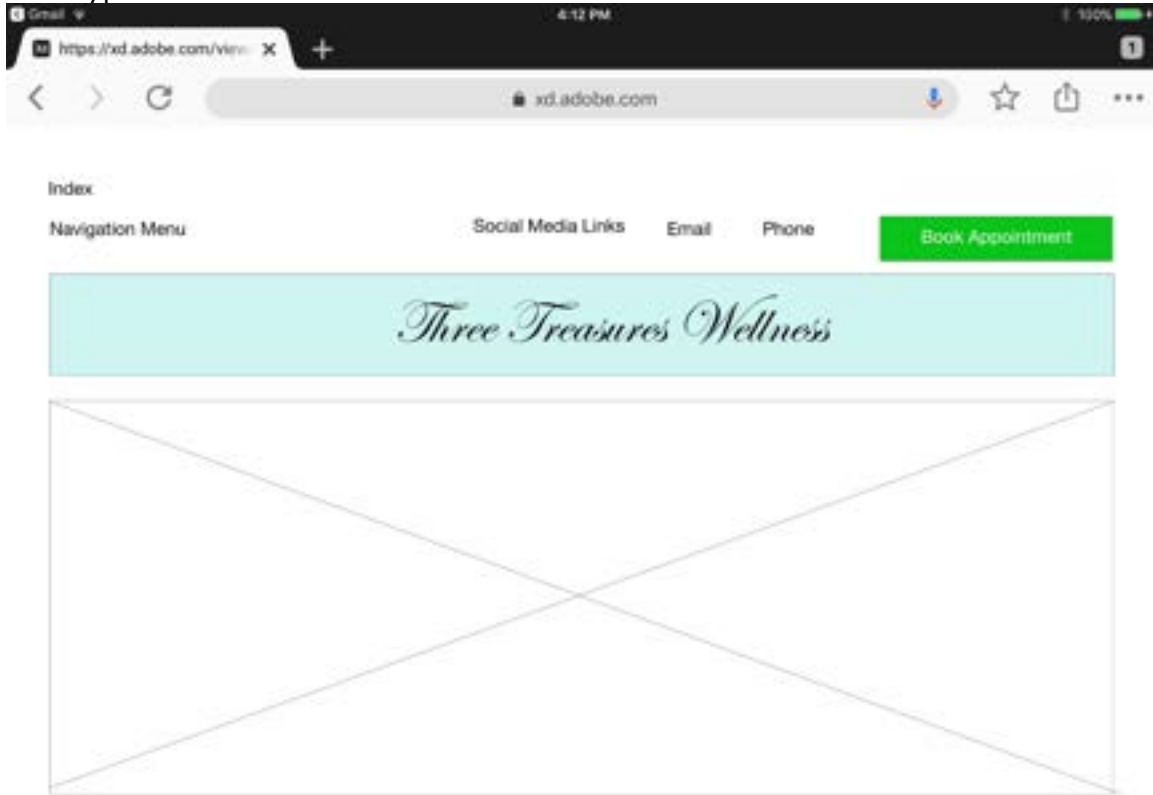 Gmail 4:12 PM 100%
https://xd.adobe.com/view 1
xd.adobe.com
Index
Navigation Menu Social Media Links Email Phone Book Appointment
Three Treasures Wellness